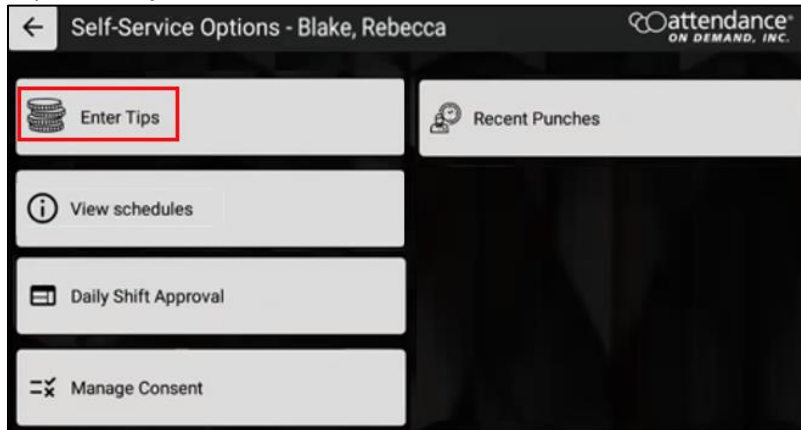 Self-Service Options - Blake, Rebecca
attendance®
ON DEMAND, INC.
Enter Tips
Recent Punches
View schedules
Daily Shift Approval
Manage Consent